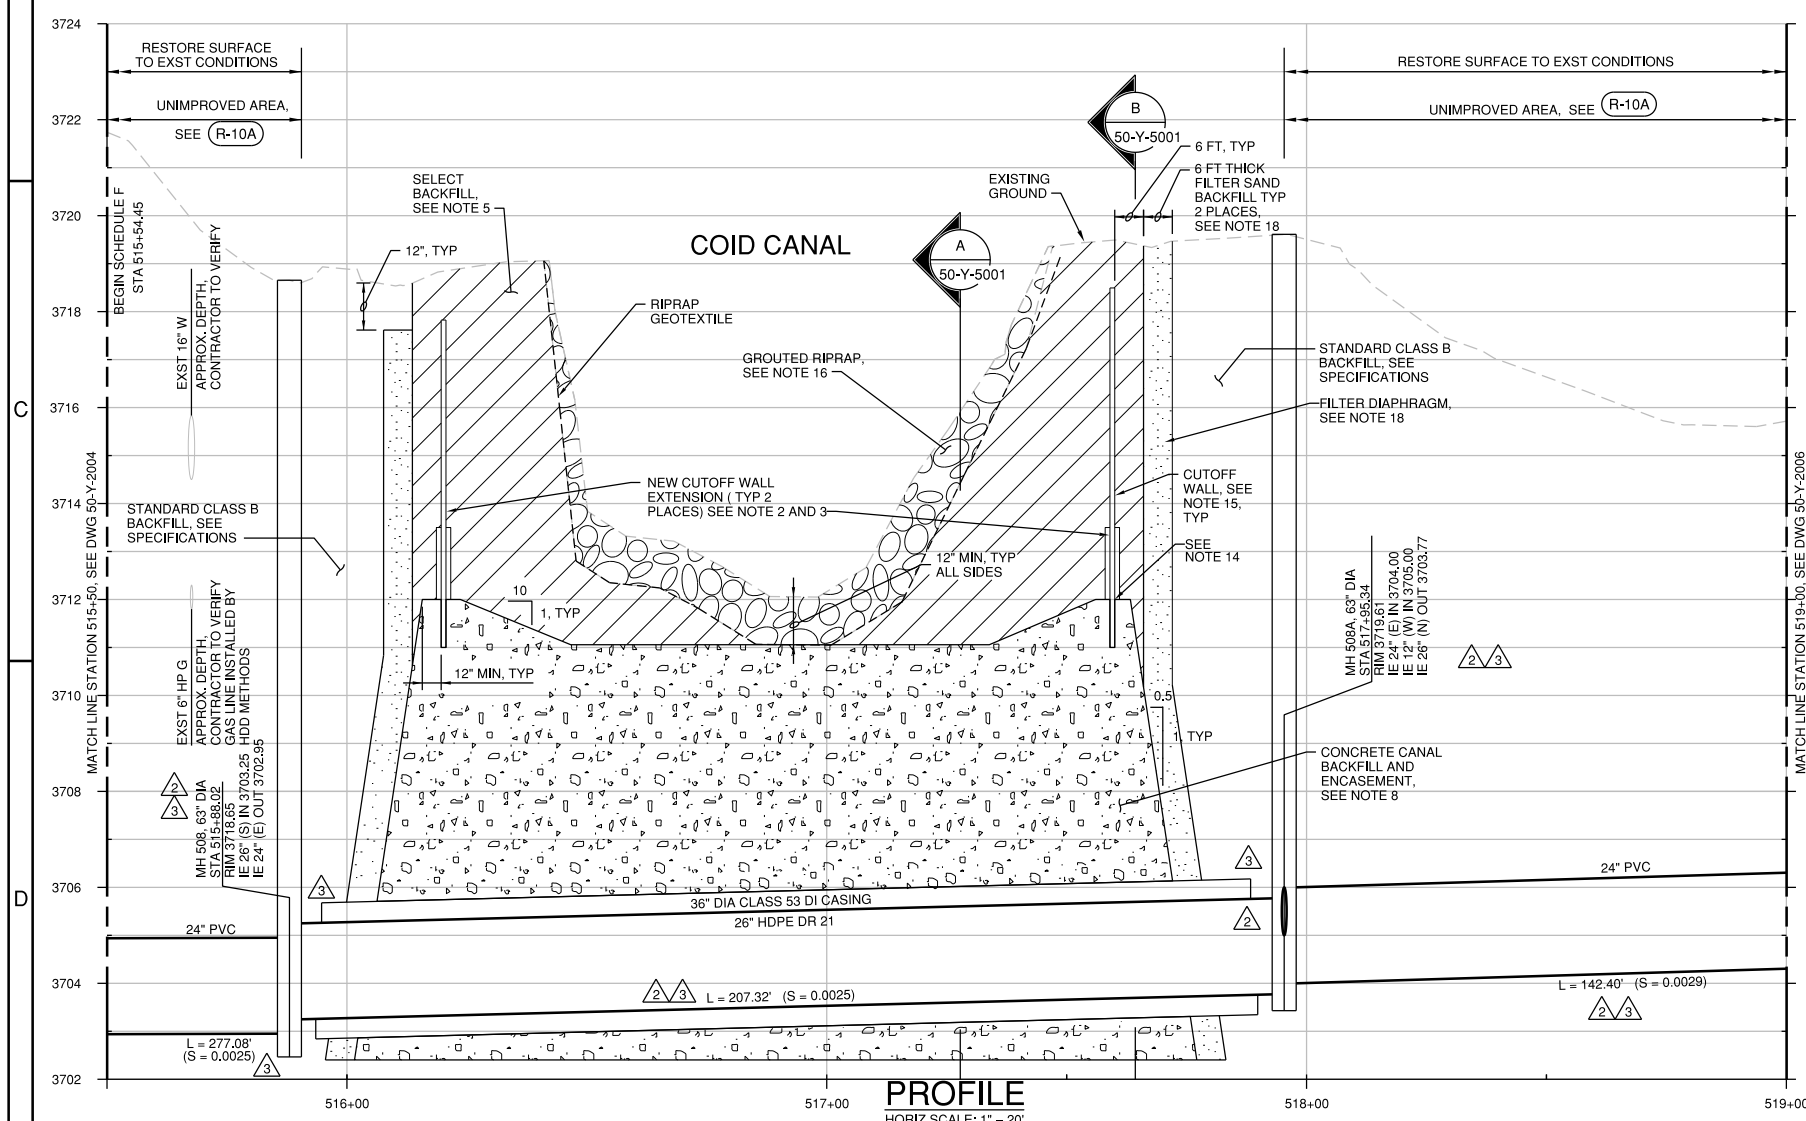 3724
3722
3720
3718
3716
3714
3712
3710
3708
3706
3704
3702
C
D
RESTORE SURFACE
TO EXST CONDITIONS
UNIMPROVED AREA,
SEE R-10A
BEGIN SCHEDULE F
STA 515+54.45
EXST 16" W
APPROX. DEPTH,
CONTRACTOR TO VERIFY
MATCH LINE STATION 515+50, SEE DWG 50-Y-2004
STANDARD CLASS B
BACKFILL, SEE
SPECIFICATIONS
EXST 6" HP G
APPROX. DEPTH,
CONTRACTOR TO VERIFY
GAS LINE INSTALLED BY
HDD METHODS
2
3
MH 508, 63" DIA
STA 515+88.02
RIM 3718.65
IE 26" (S) IN 3703.25
IE 24" (E) OUT 3702.95
SELECT
BACKFILL,
SEE NOTE 5
12", TYP
COID CANAL
RIPRAP
GEOTEXTILE
GROUTED RIPRAP,
SEE NOTE 16
NEW CUTOFF WALL
EXTENSION ( TYP 2
PLACES) SEE NOTE 2 AND 3
10
1, TYP
12" MIN, TYP
12" MIN, TYP
ALL SIDES
A
50-Y-5001
B
50-Y-5001
EXISTING
GROUND
6 FT, TYP
6 FT THICK
FILTER SAND
BACKFILL TYP
2 PLACES,
SEE NOTE 18
RESTORE SURFACE TO EXST CONDITIONS
UNIMPROVED AREA, SEE R-10A
STANDARD CLASS B
BACKFILL, SEE
SPECIFICATIONS
FILTER DIAPHRAGM,
SEE NOTE 18
CUTOFF
WALL, SEE
NOTE 15,
TYP
SEE
NOTE 14
0.5
1, TYP
MH 508A, 63" DIA
STA 517+95.34
RIM 3719.61
IE 24" (E) IN 3704.00
IE 12" (W) IN 3705.00
IE 26" (N) OUT 3703.77
2 3
CONCRETE CANAL
BACKFILL AND
ENCASEMENT,
SEE NOTE 8
MATCH LINE STATION 519+00, SEE DWG 50-Y-2006
3
3
2
24" PVC
36" DIA CLASS 53 DI CASING
26" HDPE DR 21
24" PVC
2 3
L = 207.32' (S = 0.0025)
L = 142.40' (S = 0.0029)
2 3
L = 277.08'
(S = 0.0025)
3
516+00
517+00
518+00
519+00
PROFILE
HORIZ SCALE: 1" = 20'